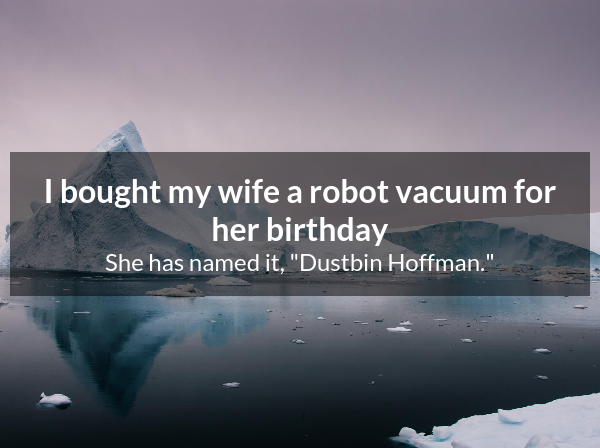 I bought my wife a robot vacuum for
her birthday
She has named it, "Dustbin Hoffman."